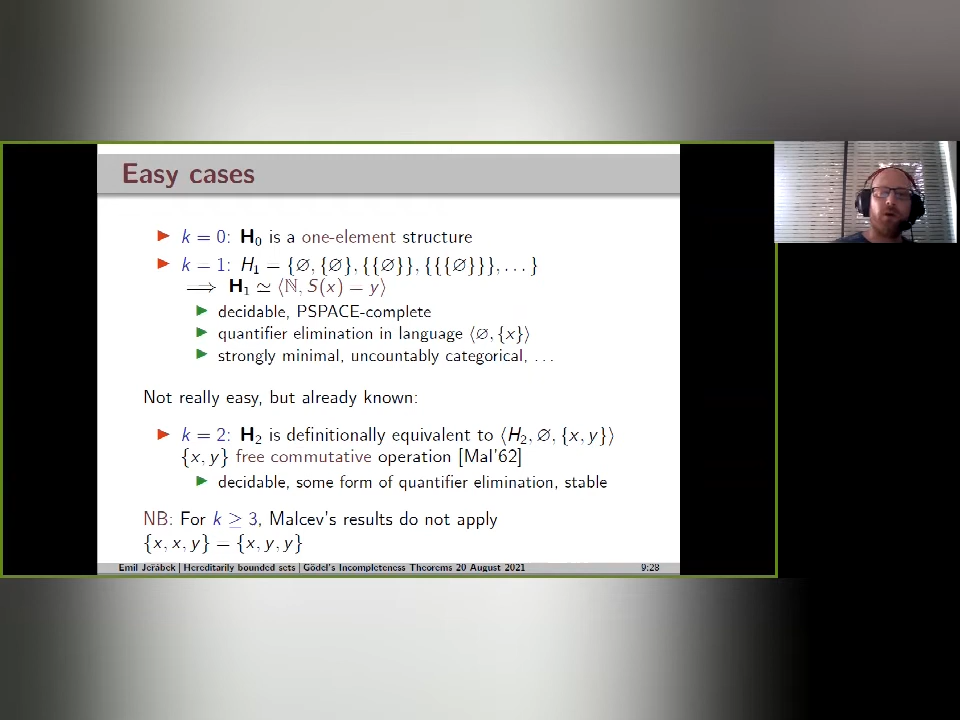 Easy cases
▶ k = 0: H₀ is a one-element structure
▶ k = 1: H₁ = {∅, {∅}, {{∅}}, {{{∅}}}, . . . }
⟹ H₁ ≃ ⟨ℕ, S(x) = y⟩
▶ decidable, PSPACE-complete
▶ quantifier elimination in language ⟨∅, {x}⟩
▶ strongly minimal, uncountably categorical, . . .
Not really easy, but already known:
▶ k = 2: H₂ is definitionally equivalent to ⟨H₂, ∅, {x, y}⟩
{x, y} free commutative operation [Mal'62]
▶ decidable, some form of quantifier elimination, stable
NB: For k ≥ 3, Malcev's results do not apply
{x, x, y} = {x, y, y}
Emil Jeřábek | Hereditarily bounded sets | Gödel's Incompleteness Theorems 20 August 2021 9:28